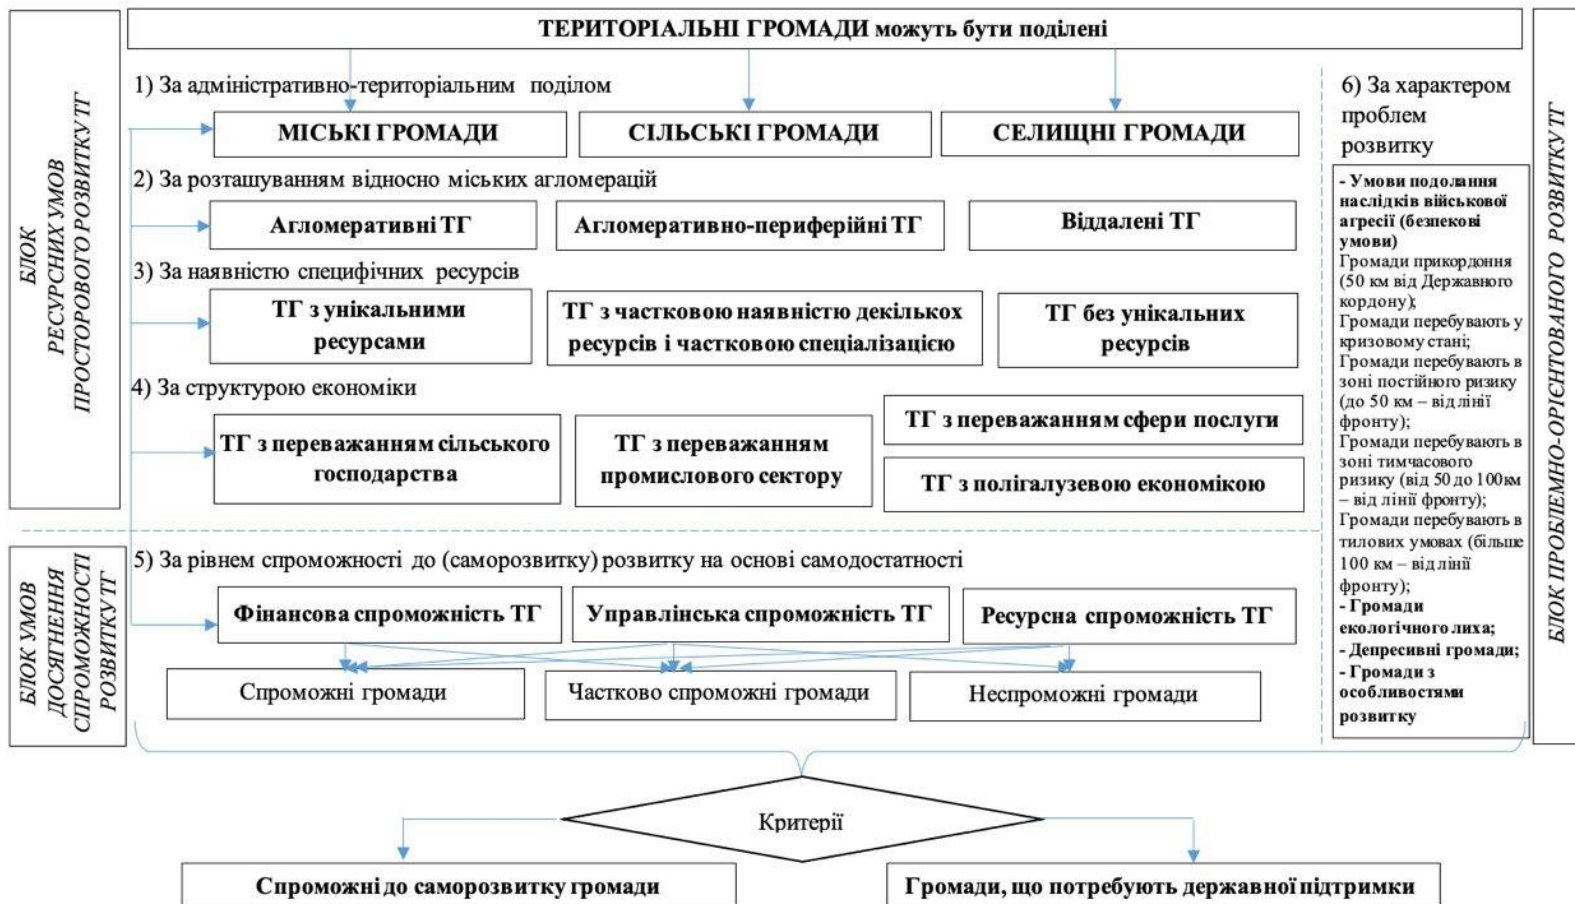 ТЕРИТОРІАЛЬНІ ГРОМАДИ можуть бути поділені
БЛОК
РЕСУРСНИХ УМОВ
ПРОСТОРОВОГО РОЗВИТКУ ТГ
1) За адміністративно-територіальним поділом
МІСЬКІ ГРОМАДИ
СІЛЬСЬКІ ГРОМАДИ
СЕЛИЩНІ ГРОМАДИ
2) За розташуванням відносно міських агломерацій
Агломеративні ТГ
Агломеративно-периферійні ТГ
Віддалені ТГ
3) За наявністю специфічних ресурсів
ТГ з унікальними
ресурсами
ТГ з частковою наявністю декількох
ресурсів і частковою спеціалізацією
ТГ без унікальних
ресурсів
4) За структурою економіки
ТГ з переважанням сільського
господарства
ТГ з переважанням
промислового сектору
ТГ з переважанням сфери послуги
ТГ з полігалузевою економікою
БЛОК УМОВ
ДОСЯГНЕННЯ
СПРОМОЖНОСТІ
РОЗВИТКУ ТГ
5) За рівнем спроможності до (саморозвитку) розвитку на основі самодостатності
Фінансова спроможність ТГ
Управлінська спроможність ТГ
Ресурсна спроможність ТГ
Спроможні громади
Частково спроможні громади
Неспроможні громади
6) За характером
проблем
розвитку
- Умови подолання
наслідків військової
агресії (безпекові
умови)
Громади прикордоння
(50 км від Державного
кордону);
Громади перебувають у
кризовому стані;
Громади перебувають в
зоні постійного ризику
(до 50 км – від лінії
фронту);
Громади перебувають в
зоні тимчасового
ризику (від 50 до 100км
– від лінії фронту);
Громади перебувають в
тилових умовах (більше
100 км – від лінії
фронту);
- Громади
екологічного лиха;
- Депресивні громади;
- Громади з
особливостями
розвитку
БЛОК ПРОБЛЕМНО-ОРІЄНТОВАНОГО РОЗВИТКУ ТГ
Критерії
Спроможні до саморозвитку громади
Громади, що потребують державної підтримки